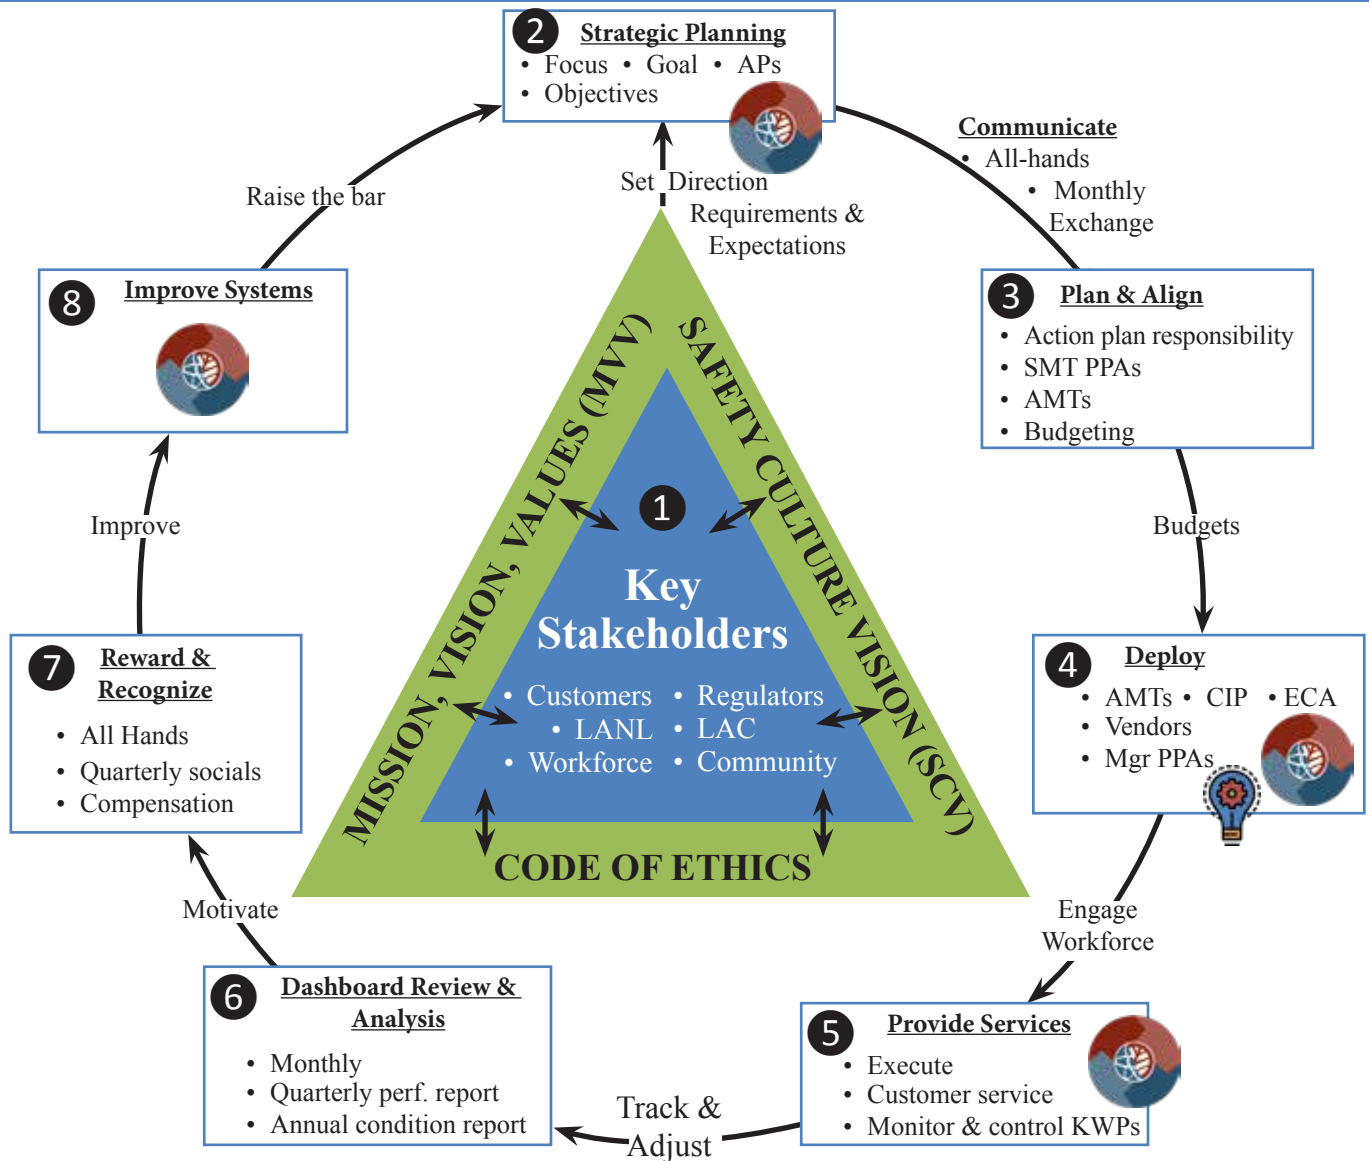 2 Strategic Planning
• Focus • Goal • APs
• Objectives
Communicate
• All-hands
• Monthly
Exchange
Set Direction
Requirements &
Expectations
Raise the bar
8 Improve Systems
3 Plan & Align
• Action plan responsibility
• SMT PPAs
• AMTs
• Budgeting
MISSION, VISION, VALUES (MVV)
SAFETY CULTURE VISION (SCV)
CODE OF ETHICS
1
Key
Stakeholders
• Customers • Regulators
• LANL • LAC
• Workforce • Community
Improve
Budgets
7 Reward &
Recognize
• All Hands
• Quarterly socials
• Compensation
4 Deploy
• AMTs • CIP • ECA
• Vendors
• Mgr PPAs
Motivate
Engage
Workforce
6 Dashboard Review &
Analysis
• Monthly
• Quarterly perf. report
• Annual condition report
Track &
Adjust
5 Provide Services
• Execute
• Customer service
• Monitor & control KWPs